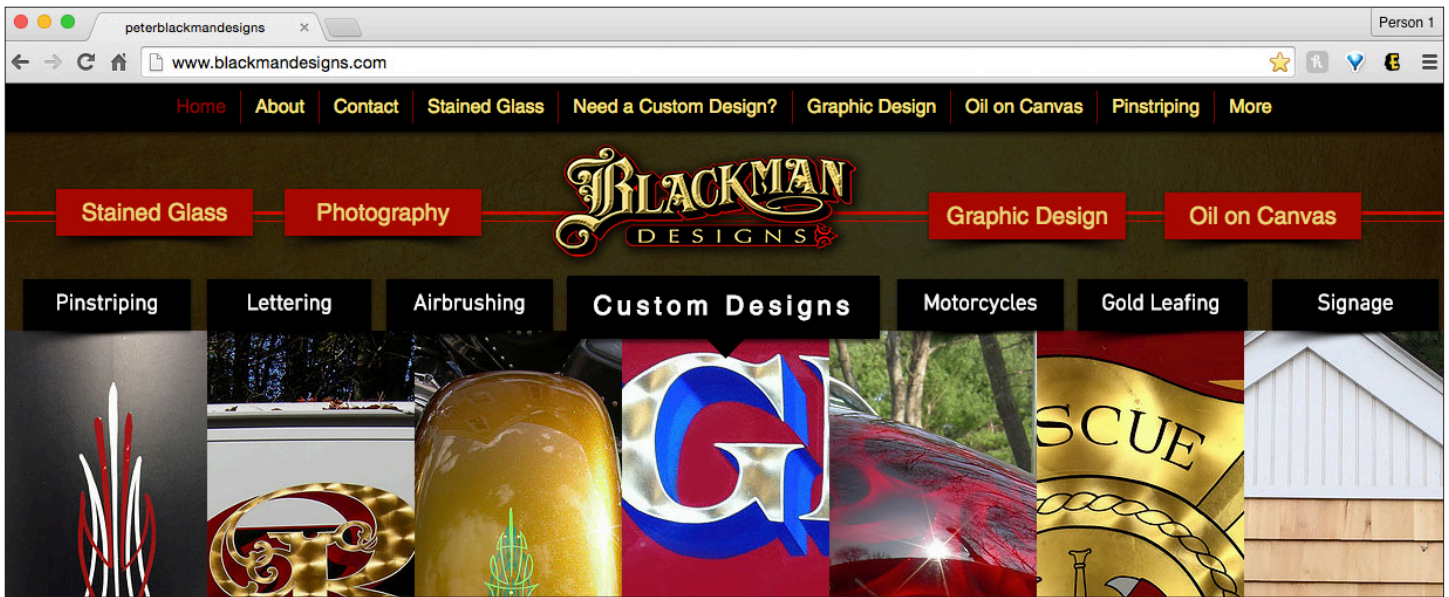 peterblackmandesigns
Person 1
www.blackmandesigns.com
Home About Contact Stained Glass Need a Custom Design? Graphic Design Oil on Canvas Pinstriping More
BLACKMAN
DESIGNS
Stained Glass Photography Graphic Design Oil on Canvas
Pinstriping Lettering Airbrushing Custom Designs Motorcycles Gold Leafing Signage
G
SCUE
R